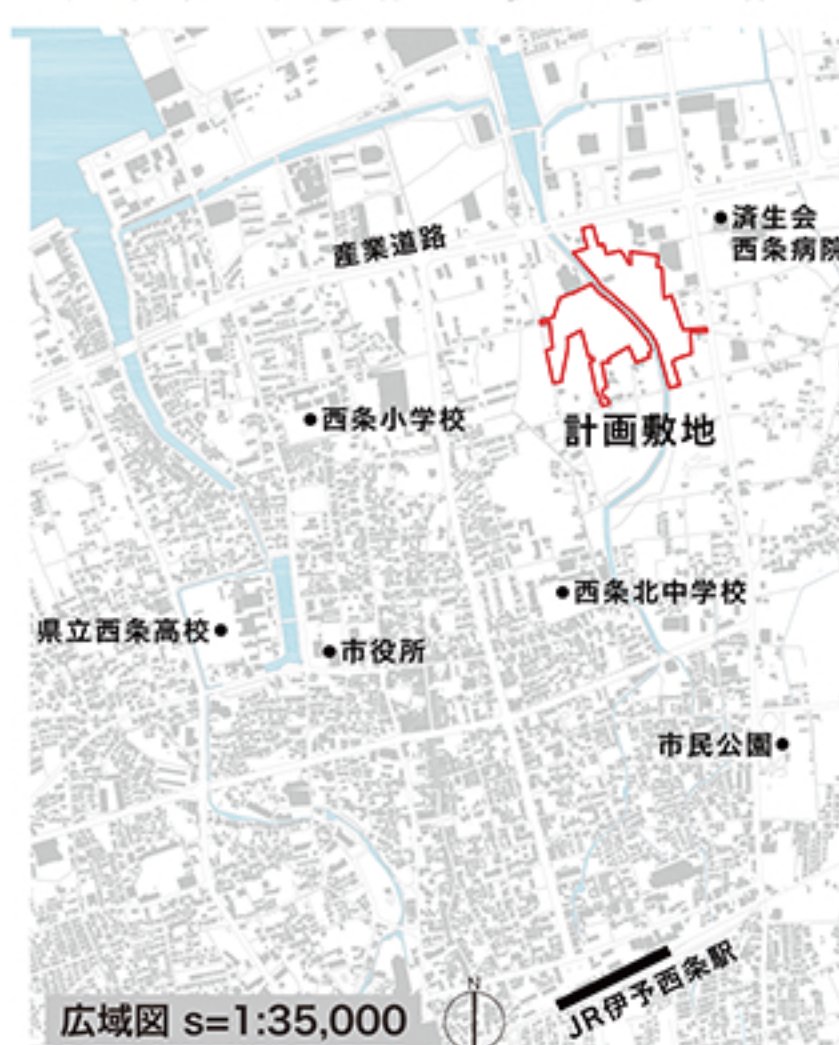 済生会
西条病院
産業道路
西条小学校
計画敷地
西条北中学校
県立西条高校
市役所
市民公園
N
JR伊予西条駅
広域図 s=1:35,000